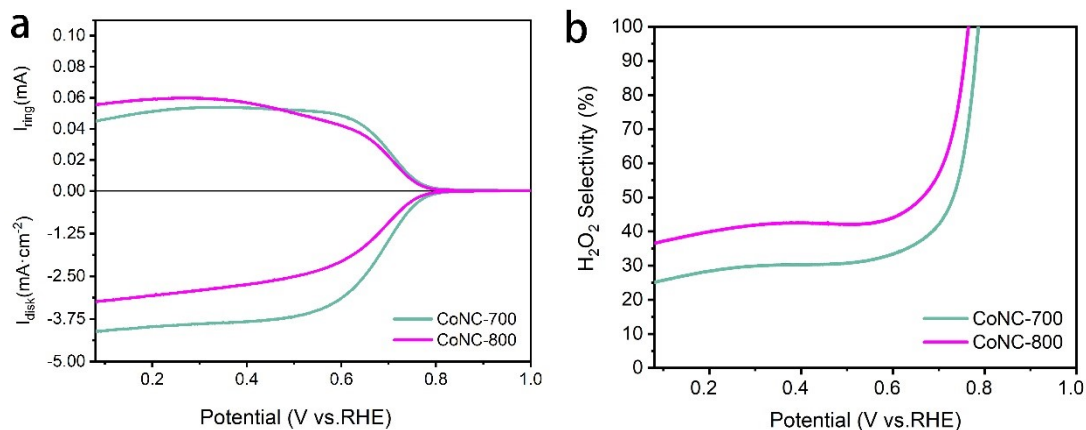 a
I_ring(mA)
0.10
0.06
0.06
0.04
0.02
0.00
I_disk(mA·cm⁻²)
-1.25
-2.50
-3.75
-5.00
CoNC-700
CoNC-800
0.2 0.4 0.6 0.8 1.0
Potential (V vs.RHE)
b
H₂O₂ Selectivity (%)
100
90
80
70
60
50
40
30
20
10
0
CoNC-700
CoNC-800
0.2 0.4 0.6 0.8 1.0
Potential (V vs.RHE)